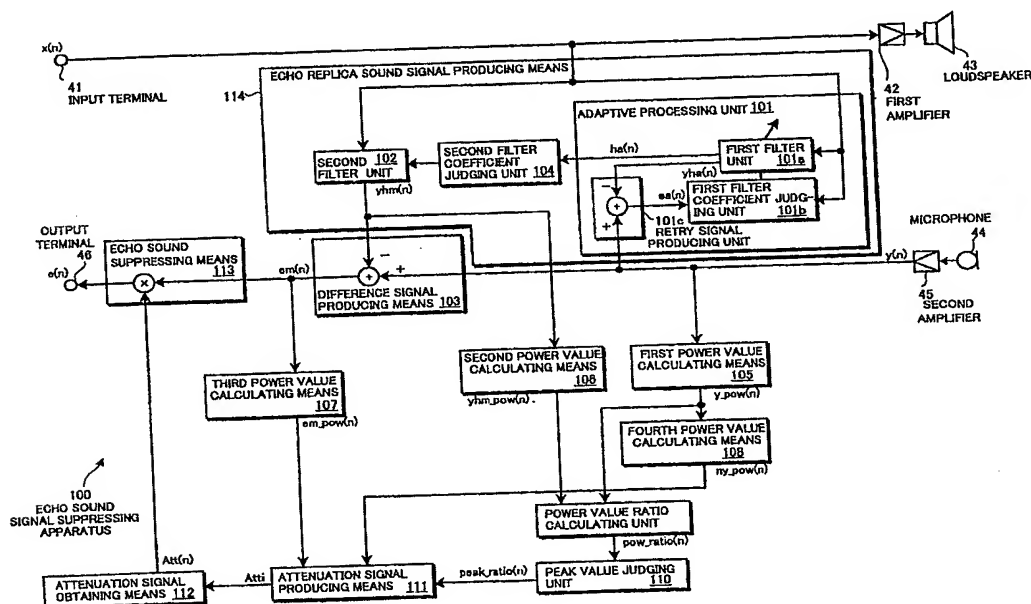 x(n)
41
INPUT TERMINAL
114
ECHO REPLICA SOUND SIGNAL PRODUCING MEANS
42
FIRST
AMPLIFIER
43
LOUDSPEAKER
ADAPTIVE PROCESSING UNIT 101
SECOND 102
FILTER
UNIT
yhm(n)
SECOND FILTER
COEFFICIENT
JUDGING UNIT 104
ha(n)
FIRST FILTER
UNIT
101a
yha(n)
FIRST FILTER
COEFFICIENT JUDG-
ING UNIT 101b
ea(n)
−
+
+
101c
RETRY SIGNAL
PRODUCING UNIT
MICROPHONE
44
OUTPUT
TERMINAL
46
e(n)
ECHO SOUND
SUPPRESSING MEANS
113
×
em(n)
−
+
+
DIFFERENCE SIGNAL
PRODUCING MEANS 103
y(n)
45
SECOND
AMPLIFIER
THIRD POWER VALUE
CALCULATING MEANS
107
em_pow(n)
SECOND POWER VALUE
CALCULATING MEANS
106
yhm_pow(n)
FIRST POWER VALUE
CALCULATING MEANS
105
y_pow(n)
FOURTH POWER VALUE
CALCULATING MEANS
108
ny_pow(n)
100
ECHO SOUND
SIGNAL SUPPRESSING
APPARATUS
POWER VALUE RATIO
CALCULATING UNIT
pow_ratio(n)
Att(n)
ATTENUATION SIGNAL
OBTAINING MEANS 112
Atti
ATTENUATION SIGNAL
PRODUCING MEANS 111
peak_ratio(n)
PEAK VALUE JUDGING
UNIT 110